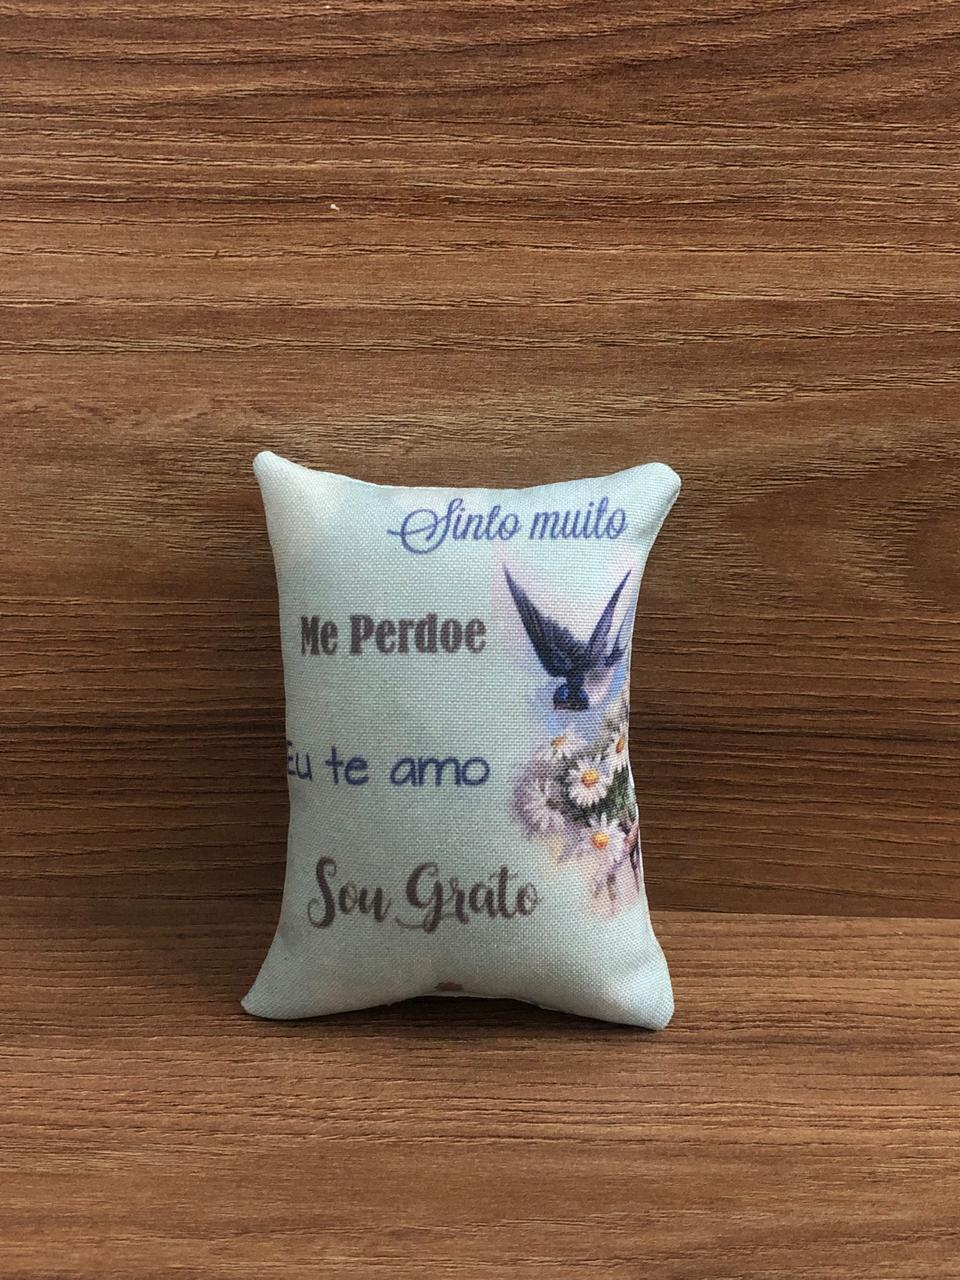 Sinto muito
Me Perdoe
Eu te amo
Sou Grato